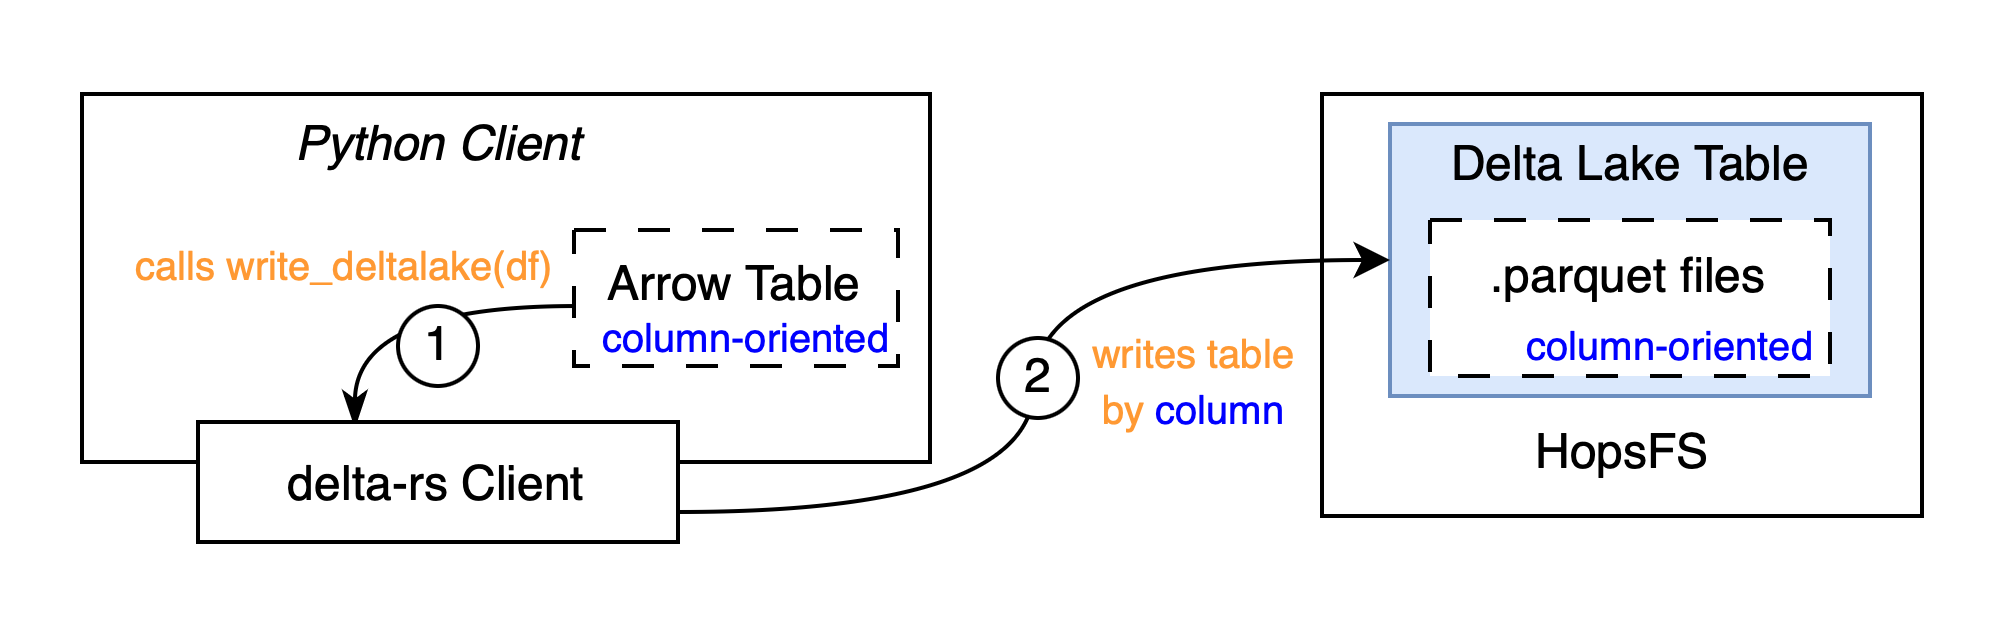 Python Client
calls write_deltalake(df)
Arrow Table
column-oriented
1
delta-rs Client
2
writes table
by column
Delta Lake Table
.parquet files
column-oriented
HopsFS